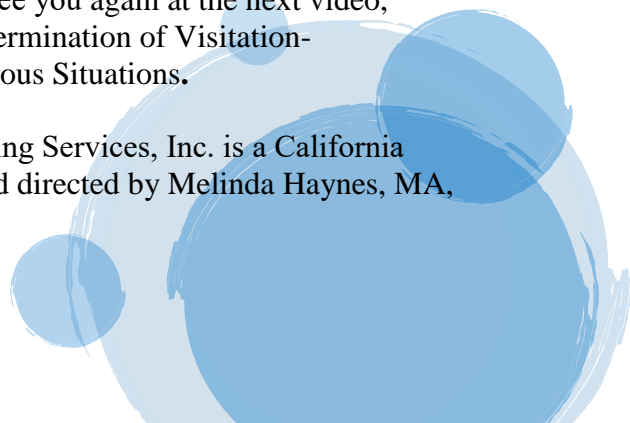 ee you again at the next video,
ermination of Visitation-
ous Situations.
ing Services, Inc. is a California
d directed by Melinda Haynes, MA,